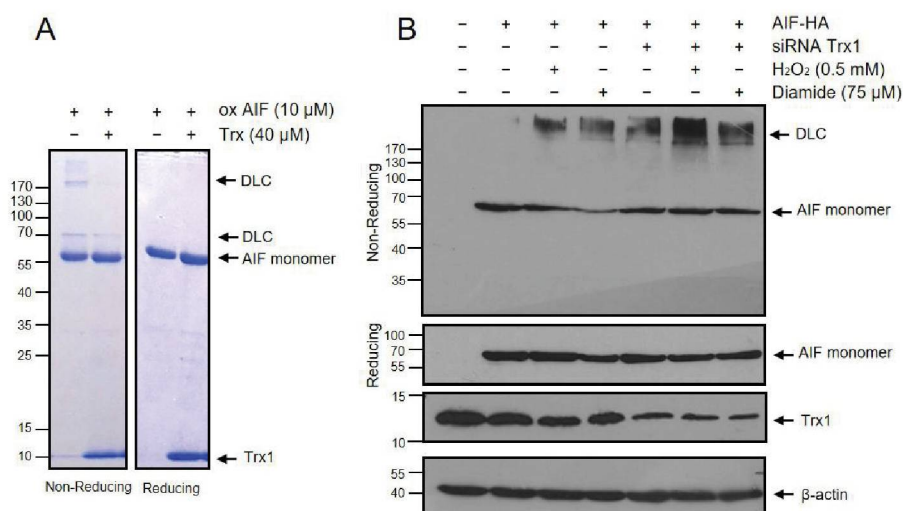 A
+ + + + ox AIF (10 µM)
− + − + Trx (40 µM)
170
130
100
70
55
40
35
25
15
10
DLC
DLC
AIF monomer
Trx1
Non-Reducing Reducing
B
− + + + + + + AIF-HA
− − − − + + + siRNA Trx1
− − + − − + − H₂O₂ (0.5 mM)
− − − + − − + Diamide (75 µM)
Non-Reducing
170
130
100
70
55
40
35
DLC
AIF monomer
Reducing
100
70
55
AIF monomer
15
10
Trx1
55
40
β-actin